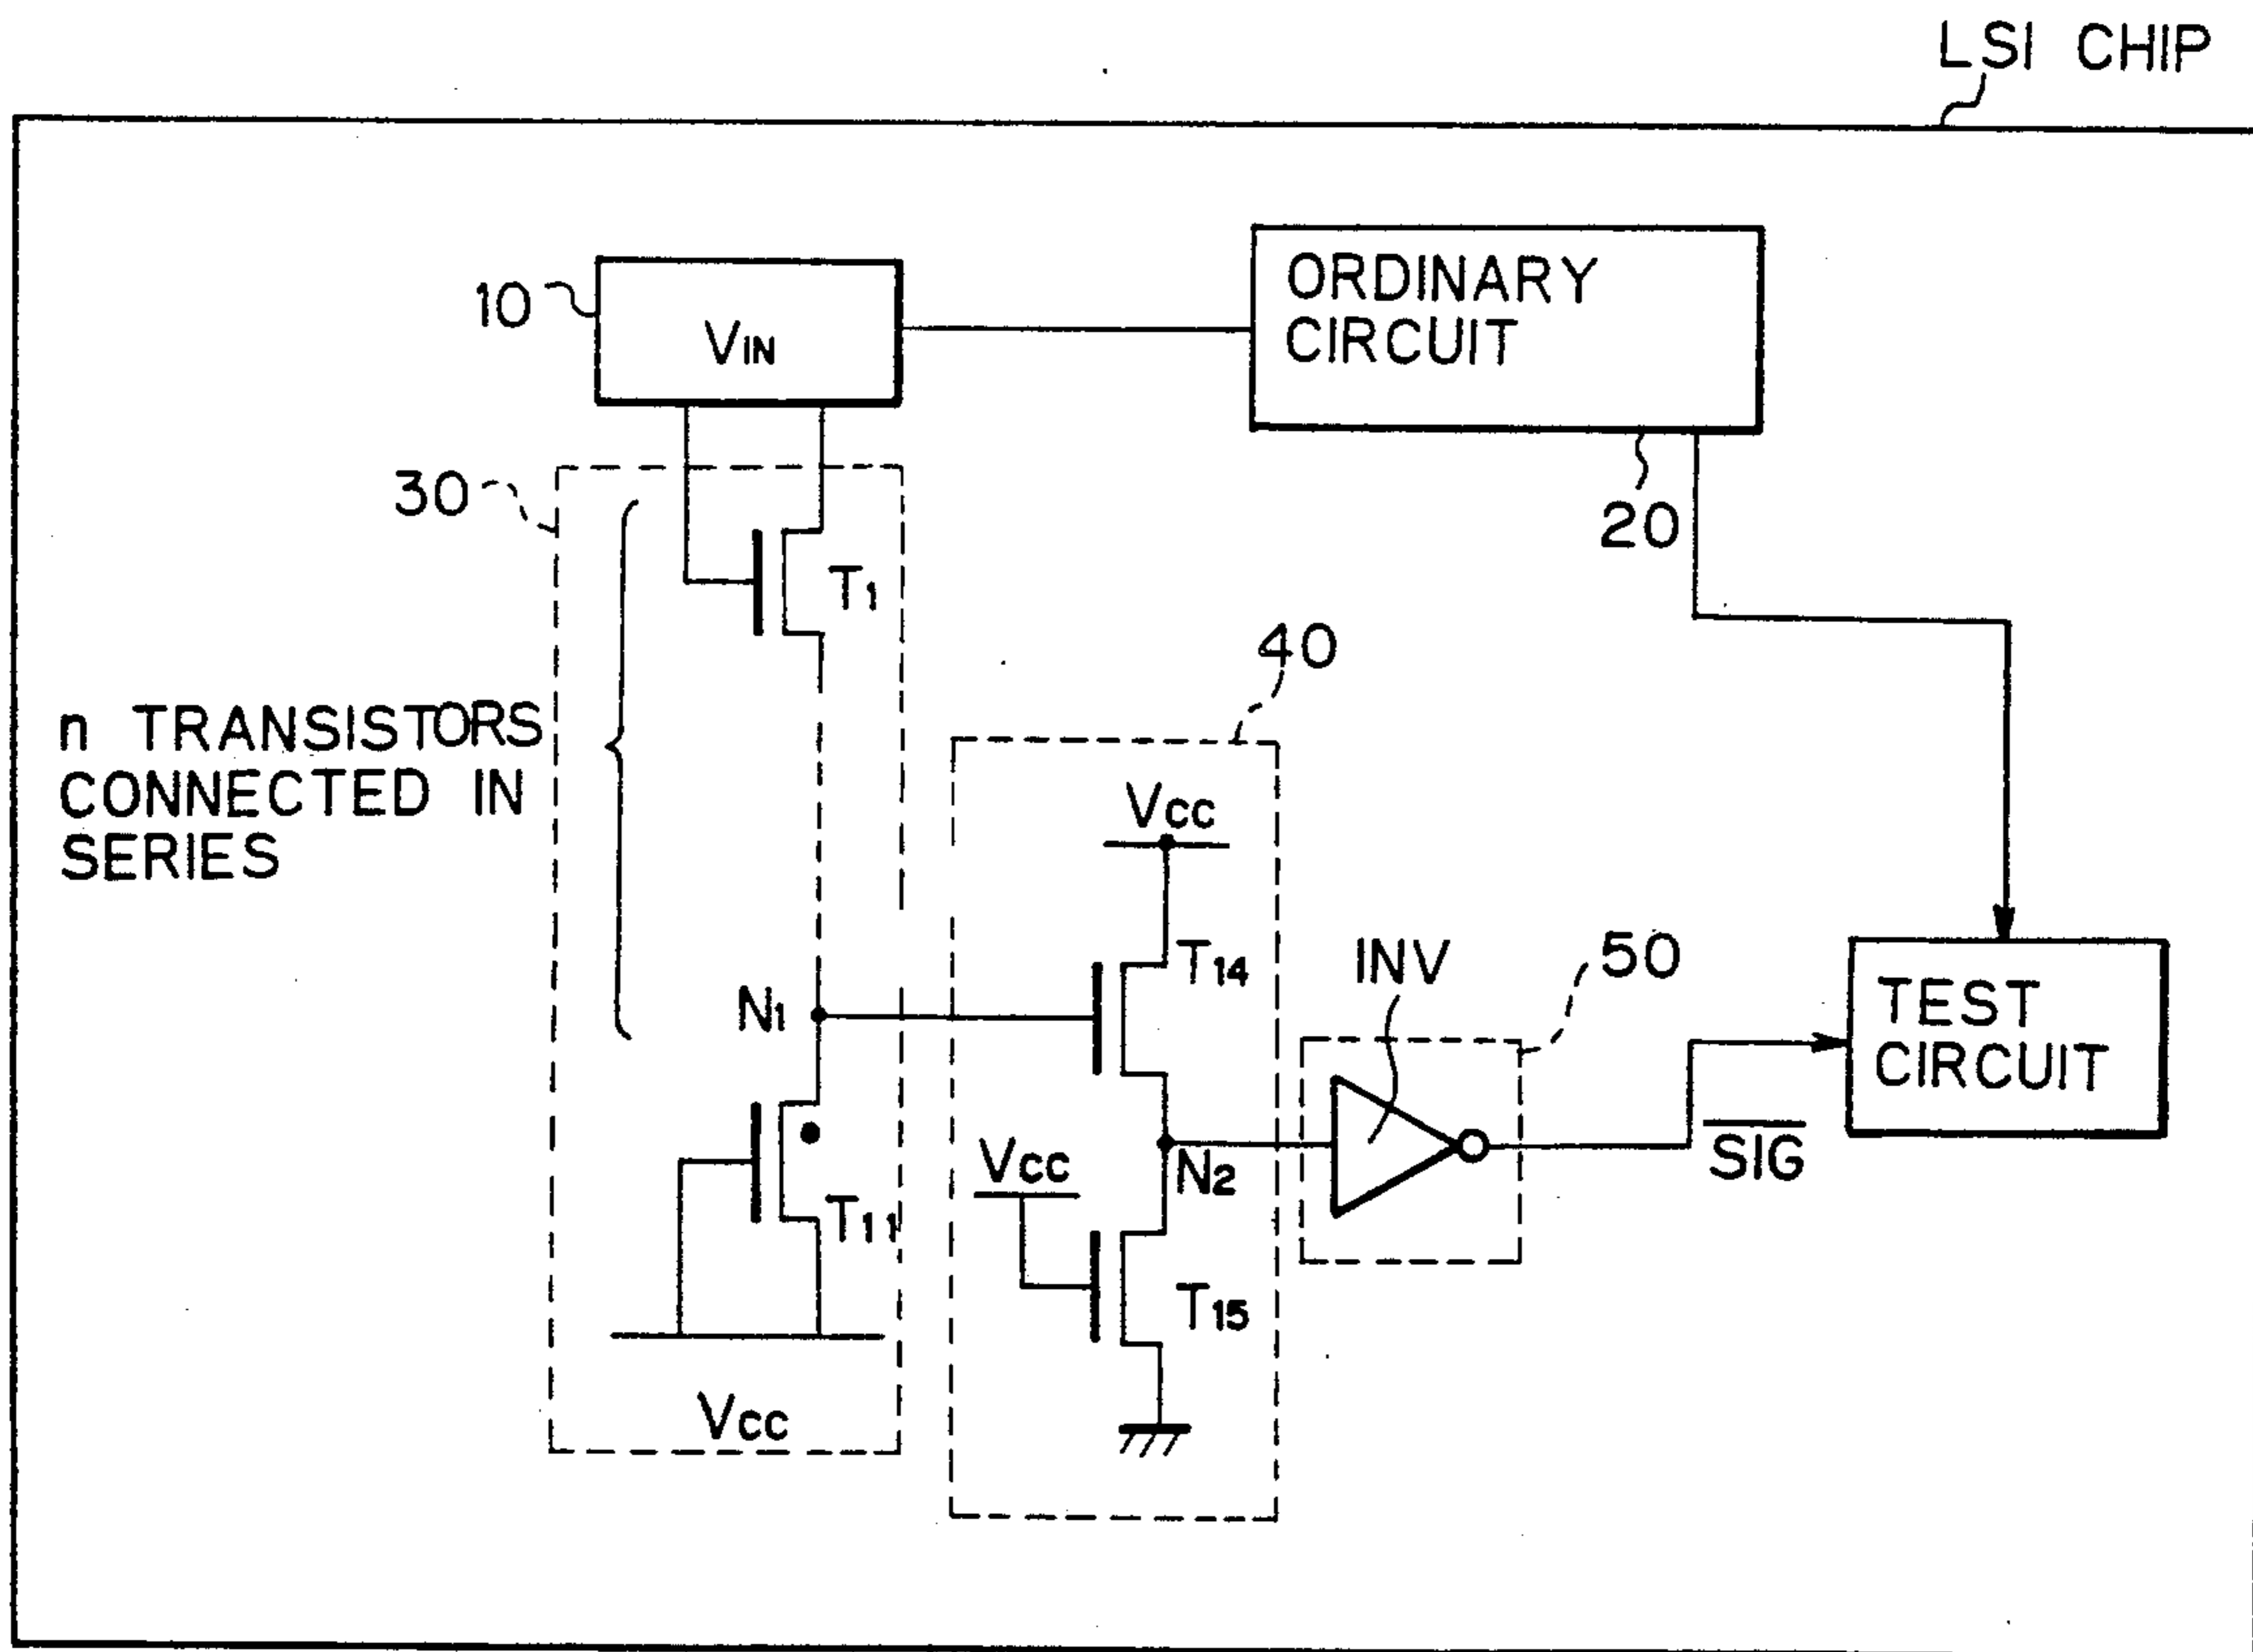 LSI CHIP
10
VIN
ORDINARY
CIRCUIT
20
30
T1
n TRANSISTORS
CONNECTED IN
SERIES
40
Vcc
N1
T14
INV
50
TEST
CIRCUIT
T11
Vcc
N2
SIG
T15
Vcc